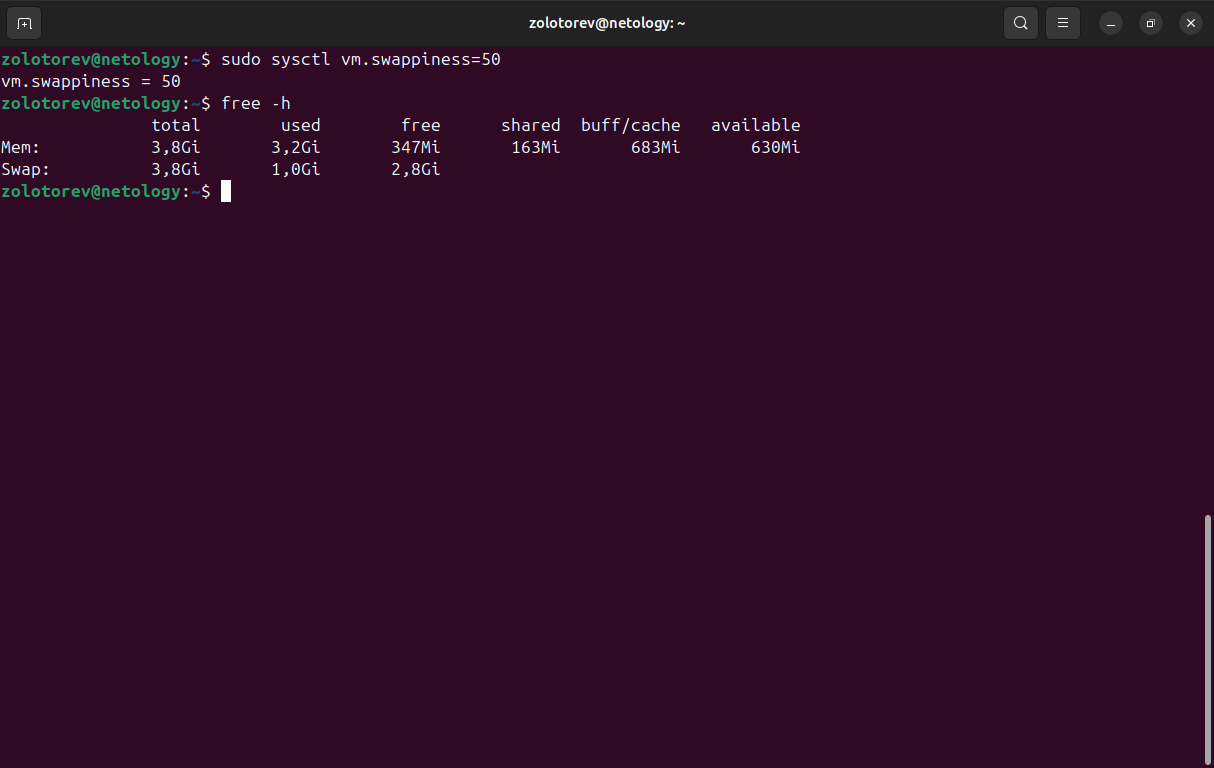 zolotorev@netology: ~
zolotorev@netology:~$ sudo sysctl vm.swappiness=50
vm.swappiness = 50
zolotorev@netology:~$ free -h
               total        used        free      shared  buff/cache   available
Mem:           3,8Gi       3,2Gi       347Mi       163Mi       683Mi       630Mi
Swap:          3,8Gi       1,0Gi       2,8Gi
zolotorev@netology:~$